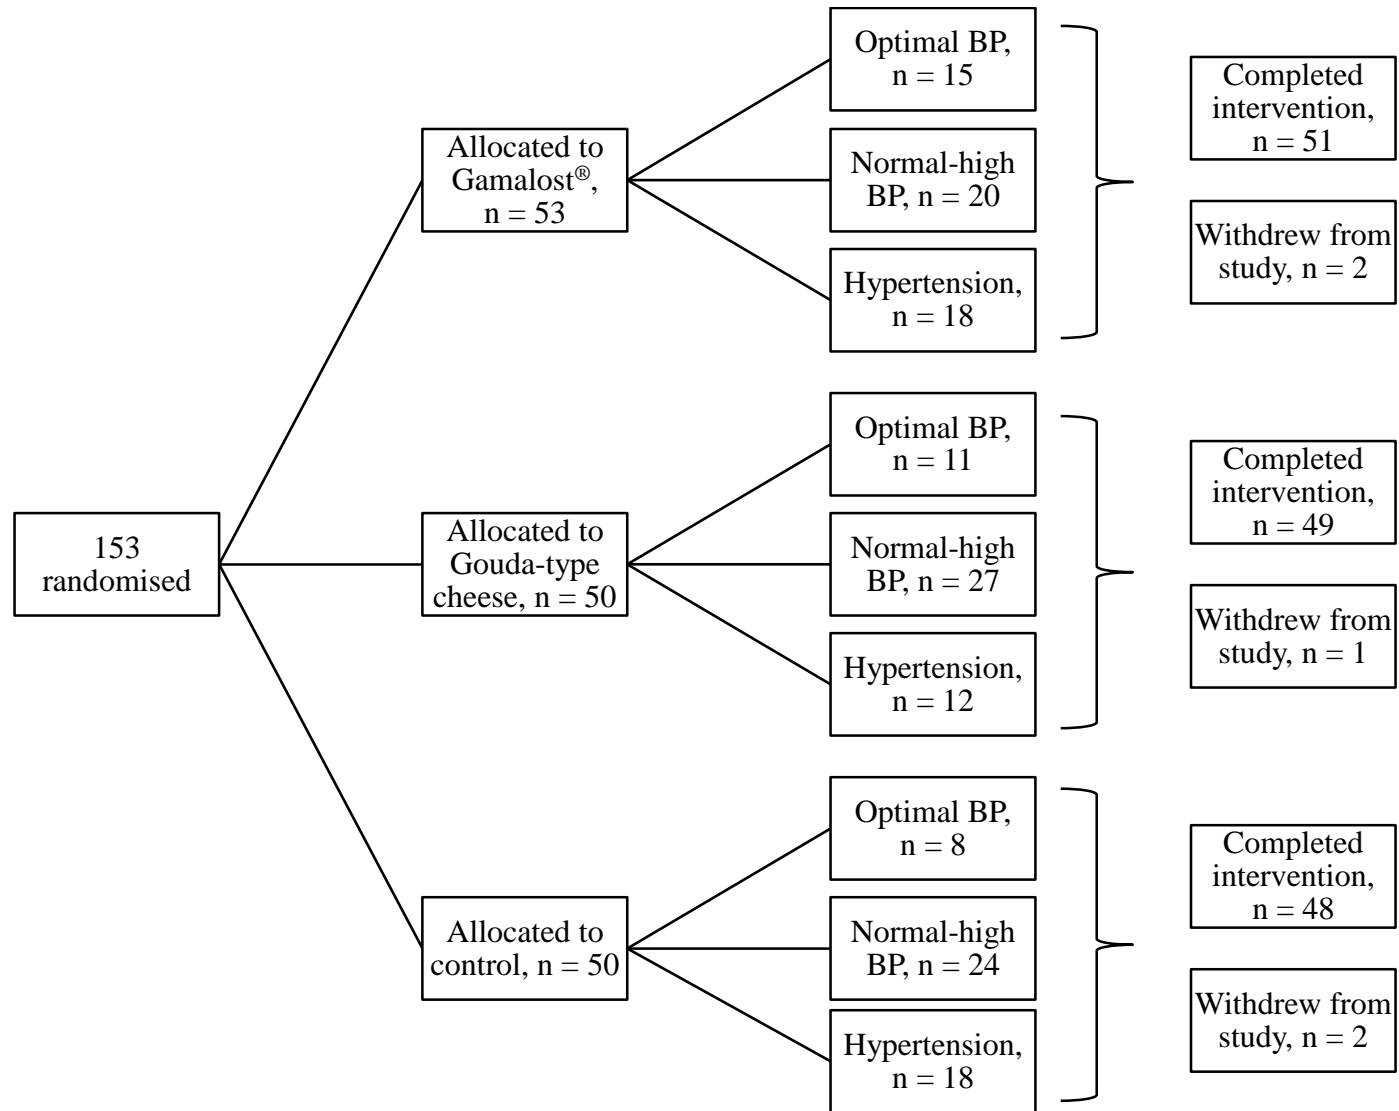 153
randomised
Allocated to
Gamalost®,
n = 53
Optimal BP,
n = 15
Normal-high
BP, n = 20
Hypertension,
n = 18
Completed
intervention,
n = 51
Withdrew from
study, n = 2
Allocated to
Gouda-type
cheese, n = 50
Optimal BP,
n = 11
Normal-high
BP, n = 27
Hypertension,
n = 12
Completed
intervention,
n = 49
Withdrew from
study, n = 1
Allocated to
control, n = 50
Optimal BP,
n = 8
Normal-high
BP, n = 24
Hypertension,
n = 18
Completed
intervention,
n = 48
Withdrew from
study, n = 2